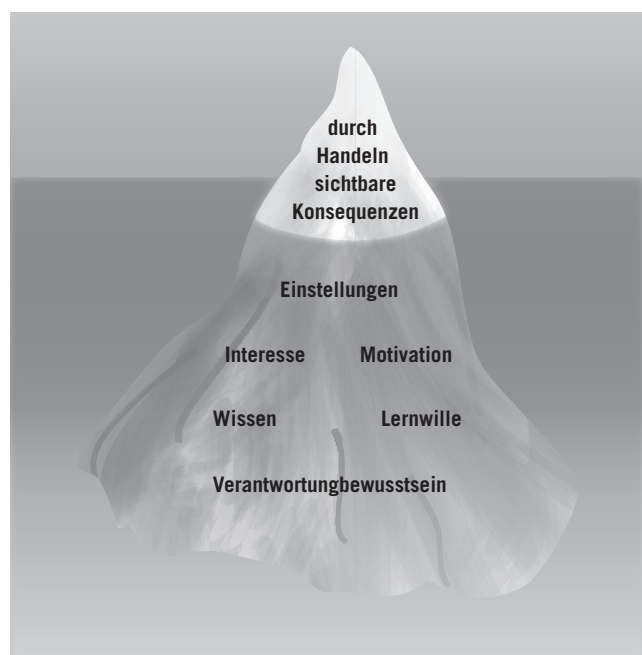 durch
Handeln
sichtbare
Konsequenzen
Einstellungen
Interesse Motivation
Wissen Lernwille
Verantwortungbewusstsein